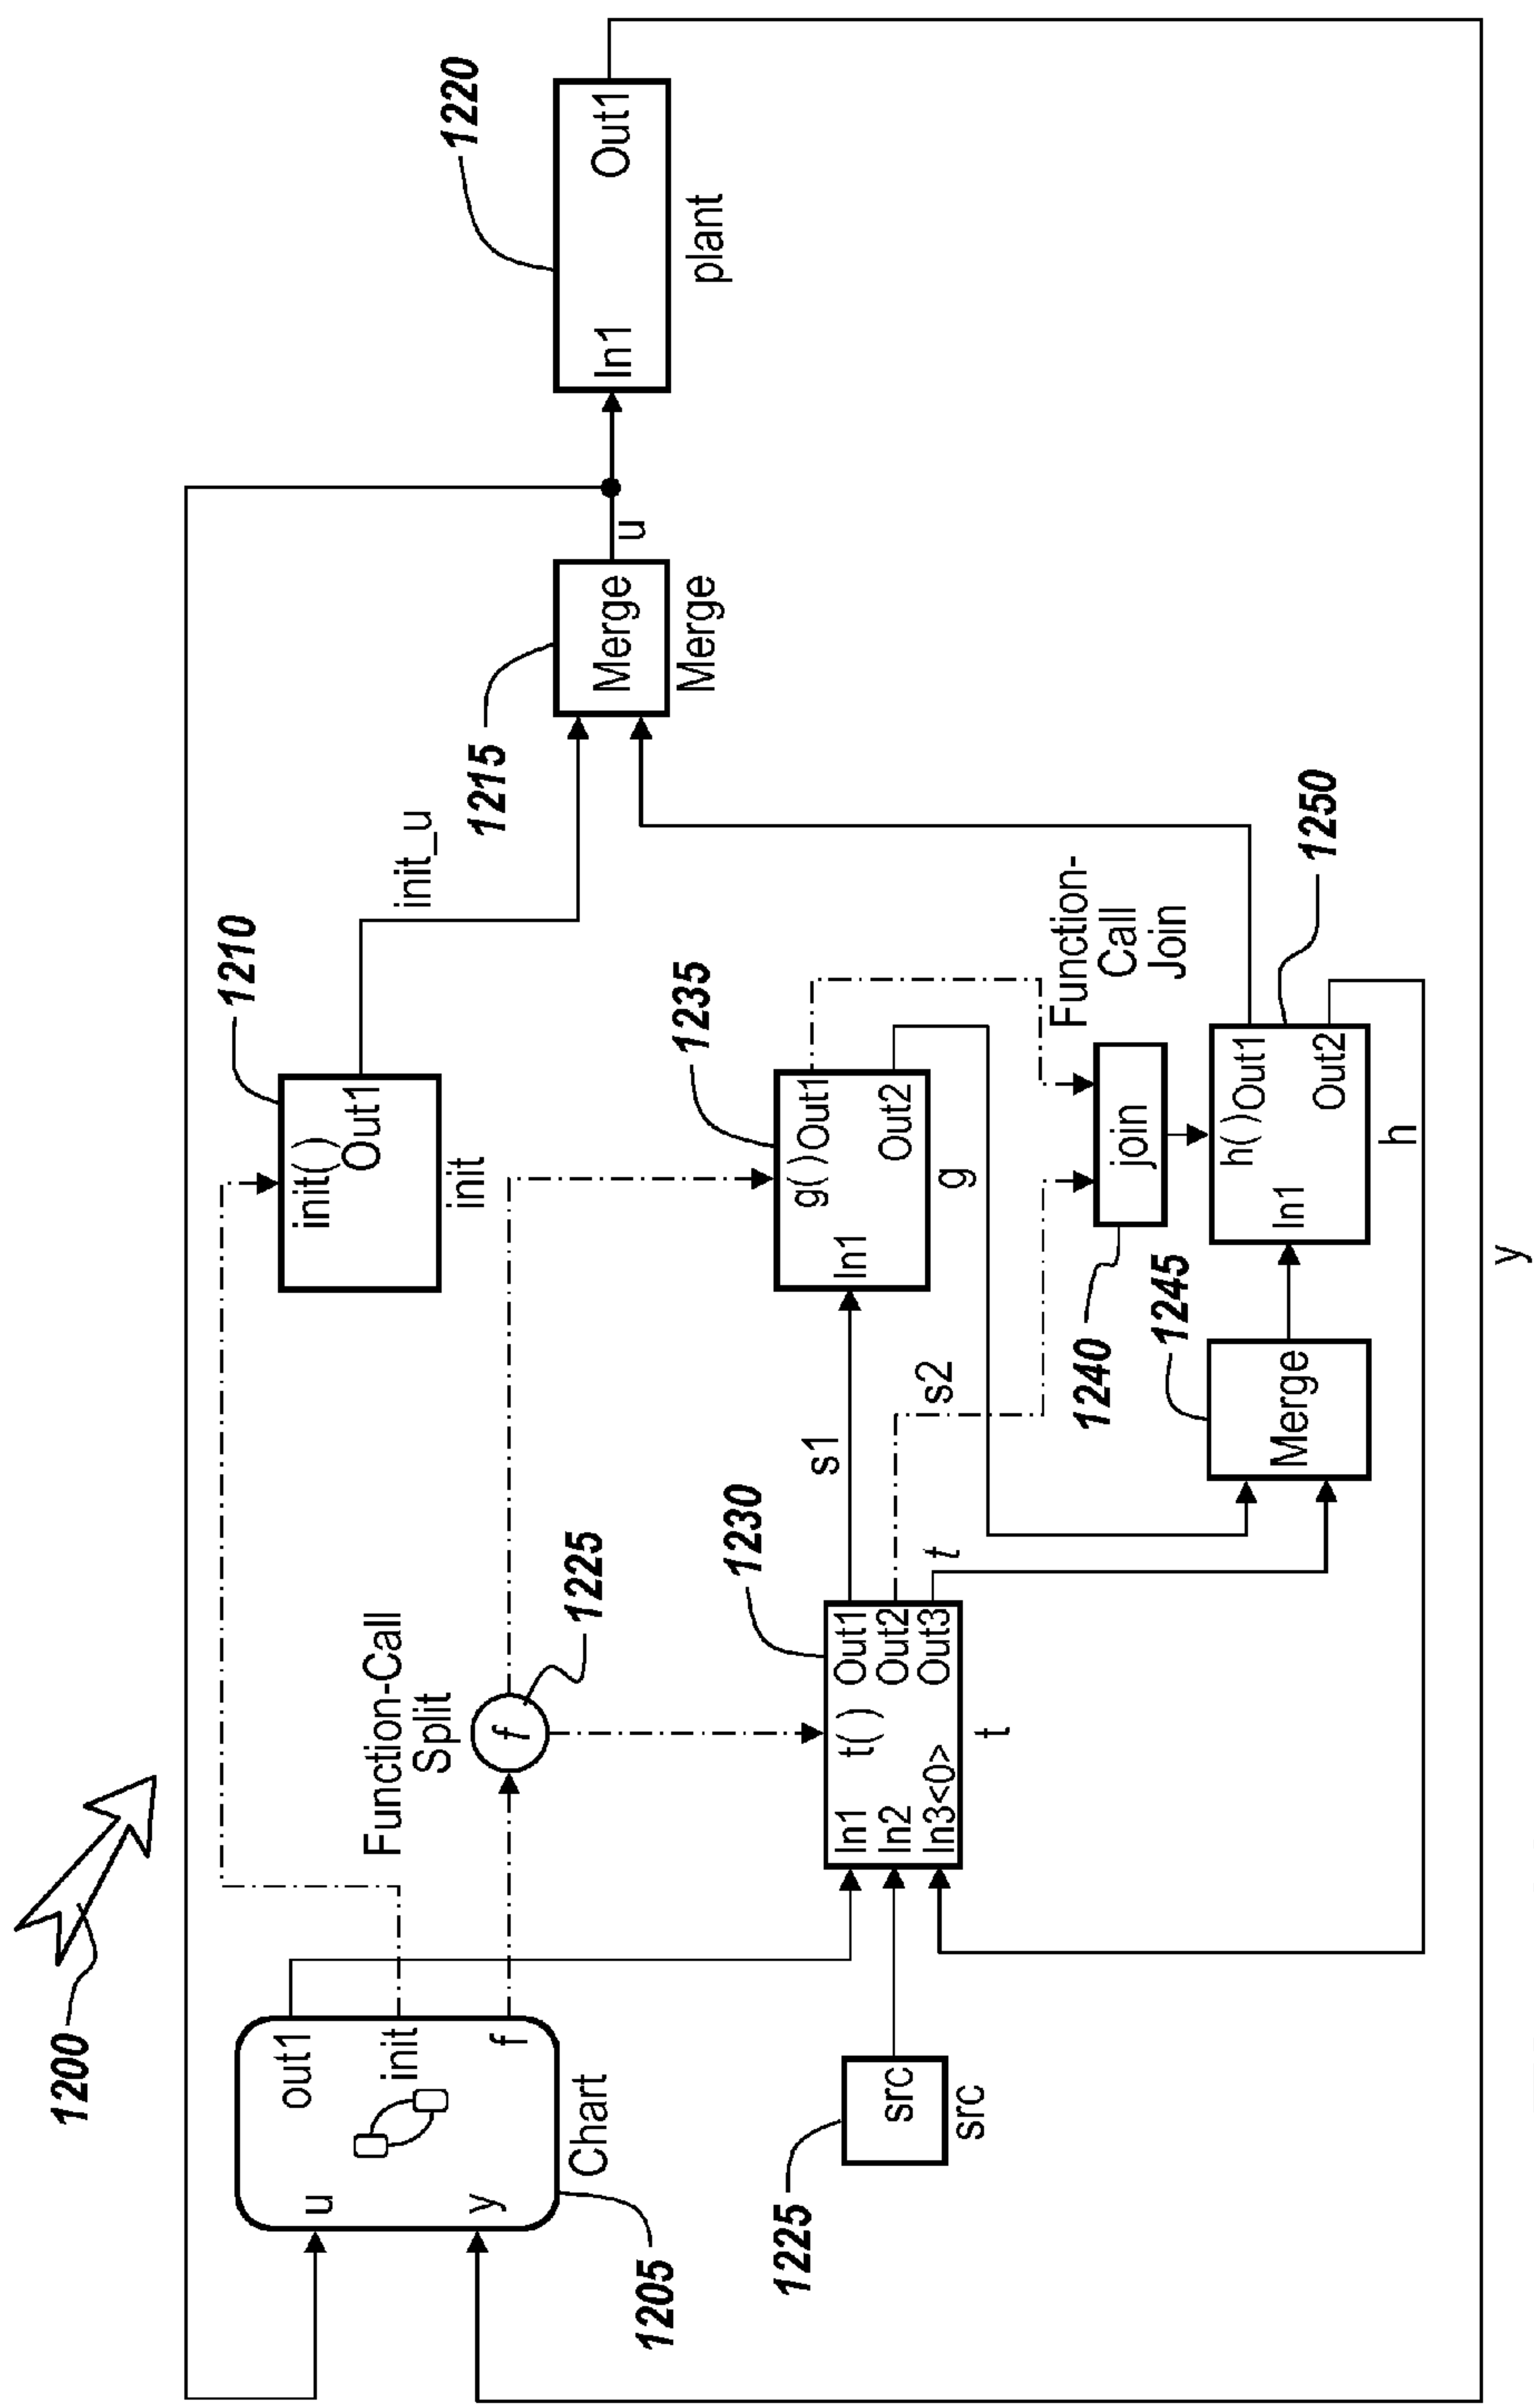 1200
u
y
out1
init
f
Chart
1205
Function-Call
Split
f
1225
init()
Out1
init
1210
init_u
1215
Merge
Merge
u
1220
In1
Out1
plant
src
src
1225
In1
In2
In3<0>
t()
Out1
Out2
Out3
t
1230
s1
s2
t
In1
g()Out1
Out2
g
1235
Function-
Call
Join
join
1240
1245
Merge
In1
h()Out1
Out2
h
1250
y